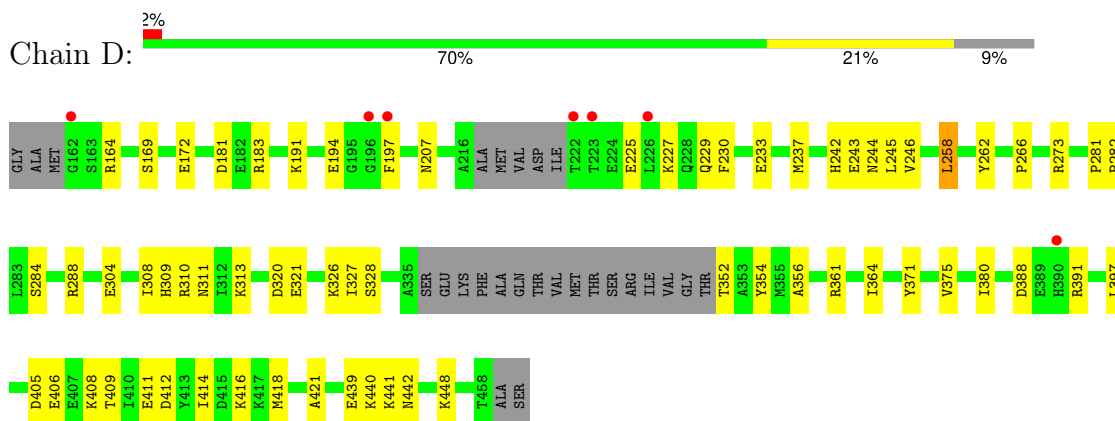 2%
Chain D:
70% 21% 9%
GLY ALA MET G162 S163 R164 S169 E172 D181 E182 R183 K191 E194 G195 G196 F197 N207 A216 ALA MET VAL ASP ILE T222 T223 E224 E225 L226 K227 Q228 Q229 F230 E233 M237 H242 E243 N244 L245 V246 L258 Y262 P266 R273 P281
L283 S284 R288 E304 I308 H309 R310 N311 I312 K313 D320 E321 K326 I327 S328 A335 SER GLU LYS PHE ALA GLN THR VAL MET THR SER ARG ILE VAL GLY THR T352 A353 Y354 M355 A356 R361 I364 Y371 V375 I380 D388 E389 H390 R391 L397
D405 E406 E407 K408 T409 I410 E411 D412 Y413 I414 D415 K416 K417 M418 A421 E439 K440 K441 N442 K448 T458 ALA SER